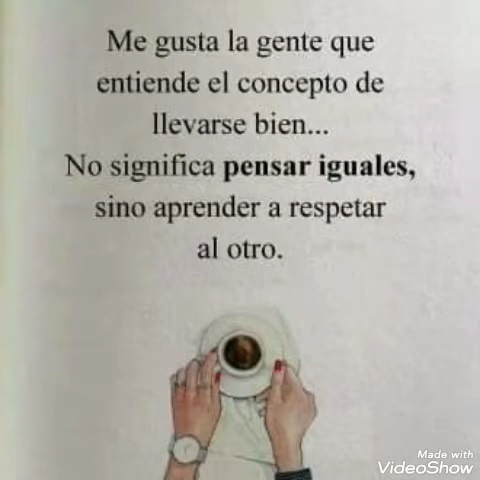 Me gusta la gente que
entiende el concepto de
llevarse bien...
No significa pensar iguales,
sino aprender a respetar
al otro.
Made with
VideoShow